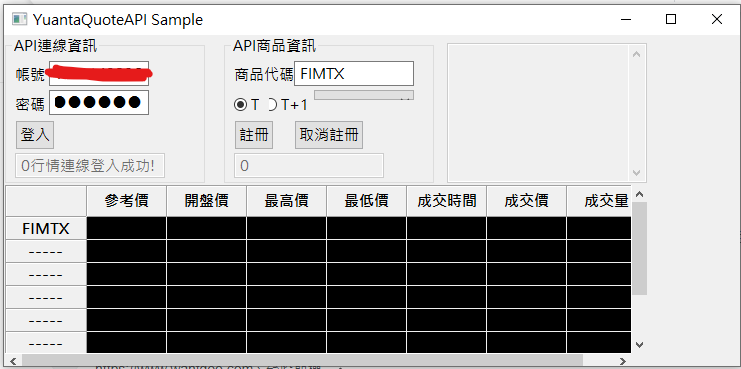 YuantaQuoteAPI Sample
API連線資訊
帳號
密碼 ●●●●●●
登入
0行情連線登入成功!
API商品資訊
商品代碼 FIMTX
T T+1
註冊 取消註冊
0
參考價 開盤價 最高價 最低價 成交時間 成交價 成交量
FIMTX
-----
-----
-----
-----
-----